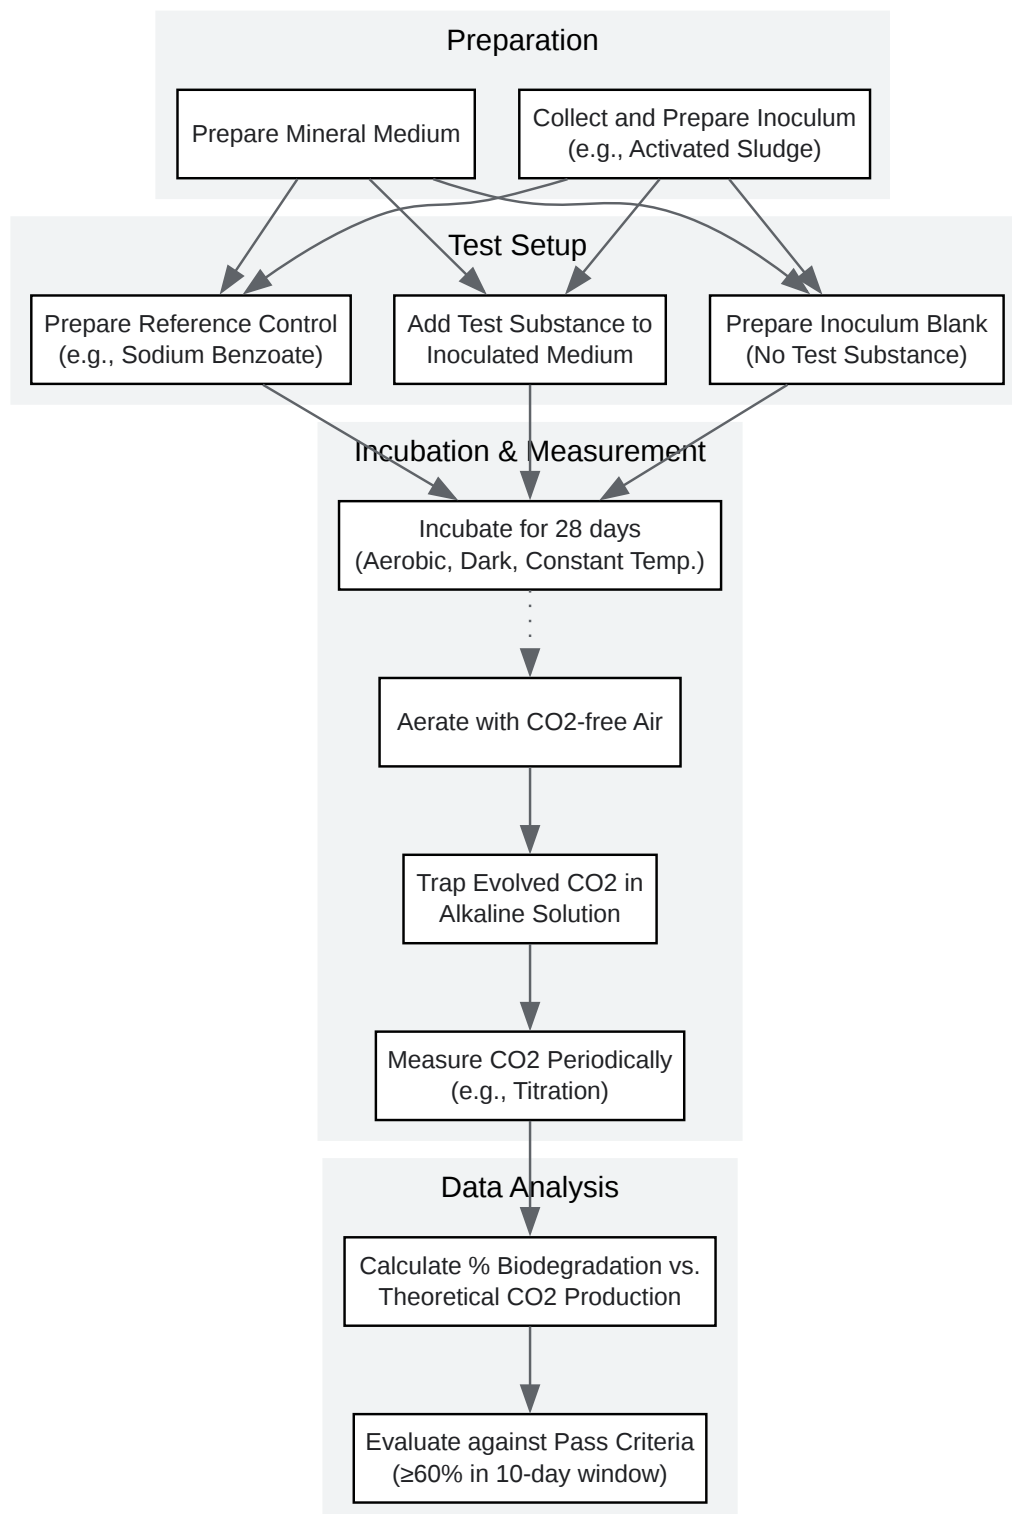 Preparation
Prepare Mineral Medium
Collect and Prepare Inoculum
(e.g., Activated Sludge)
Test Setup
Prepare Reference Control
(e.g., Sodium Benzoate)
Add Test Substance to
Inoculated Medium
Prepare Inoculum Blank
(No Test Substance)
Incubation & Measurement
Incubate for 28 days
(Aerobic, Dark, Constant Temp.)
Aerate with CO2-free Air
Trap Evolved CO2 in
Alkaline Solution
Measure CO2 Periodically
(e.g., Titration)
Data Analysis
Calculate % Biodegradation vs.
Theoretical CO2 Production
Evaluate against Pass Criteria
(≥60% in 10-day window)